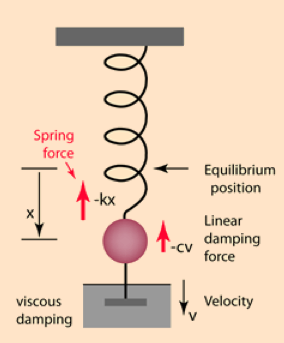 Spring
force
-kx
Equilibrium
position
x
Linear
damping
force
-cv
viscous
damping
Velocity
v